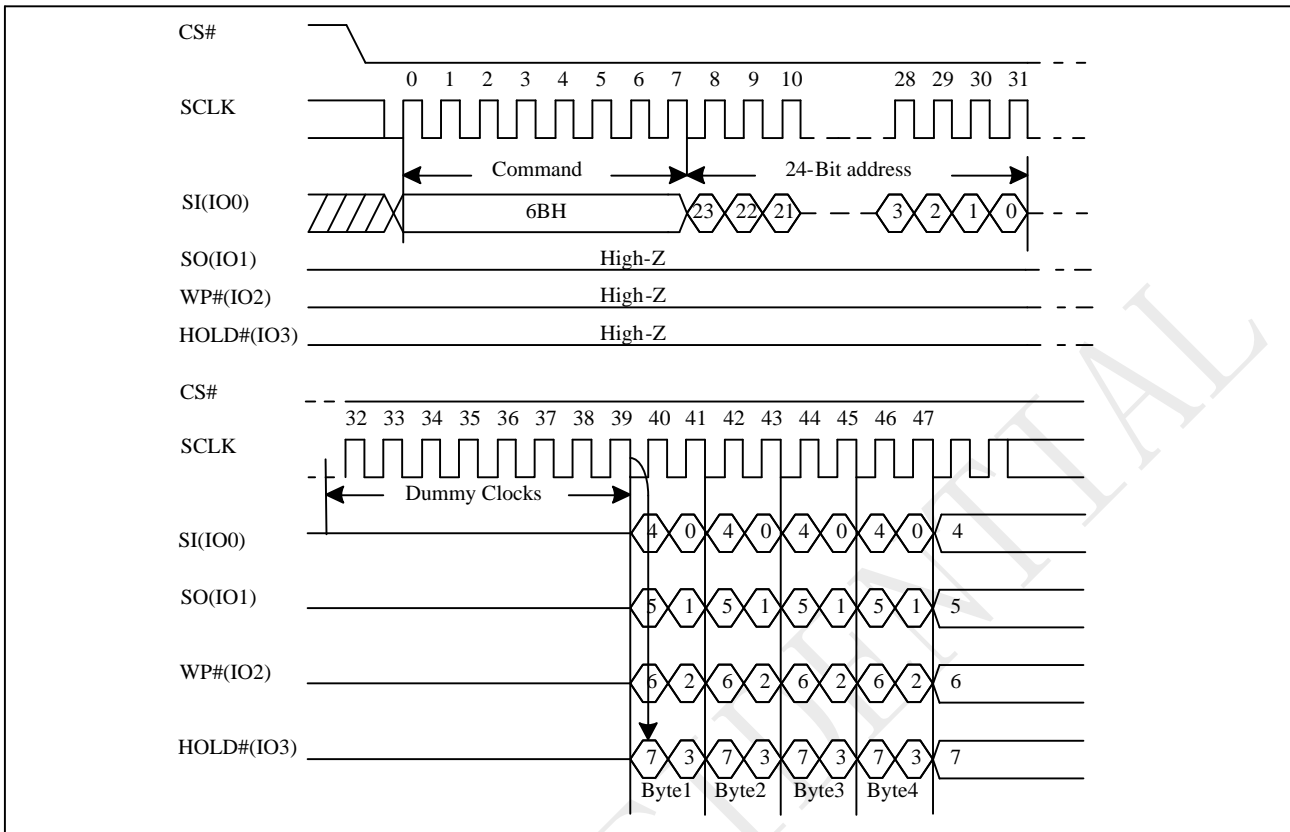 CS#
0 1 2 3 4 5 6 7 8 9 10 28 29 30 31
SCLK
Command 24-Bit address
SI(IO0) 6BH 23 22 21 3 2 1 0
SO(IO1) High-Z
WP#(IO2) High-Z
HOLD#(IO3) High-Z
CS#
32 33 34 35 36 37 38 39 40 41 42 43 44 45 46 47
SCLK
Dummy Clocks
SI(IO0) 4 0 4 0 4 0 4 0 4
SO(IO1) 5 1 5 1 5 1 5 1 5
WP#(IO2) 6 2 6 2 6 2 6 2 6
HOLD#(IO3) 7 3 7 3 7 3 7 3 7
Byte1 Byte2 Byte3 Byte4